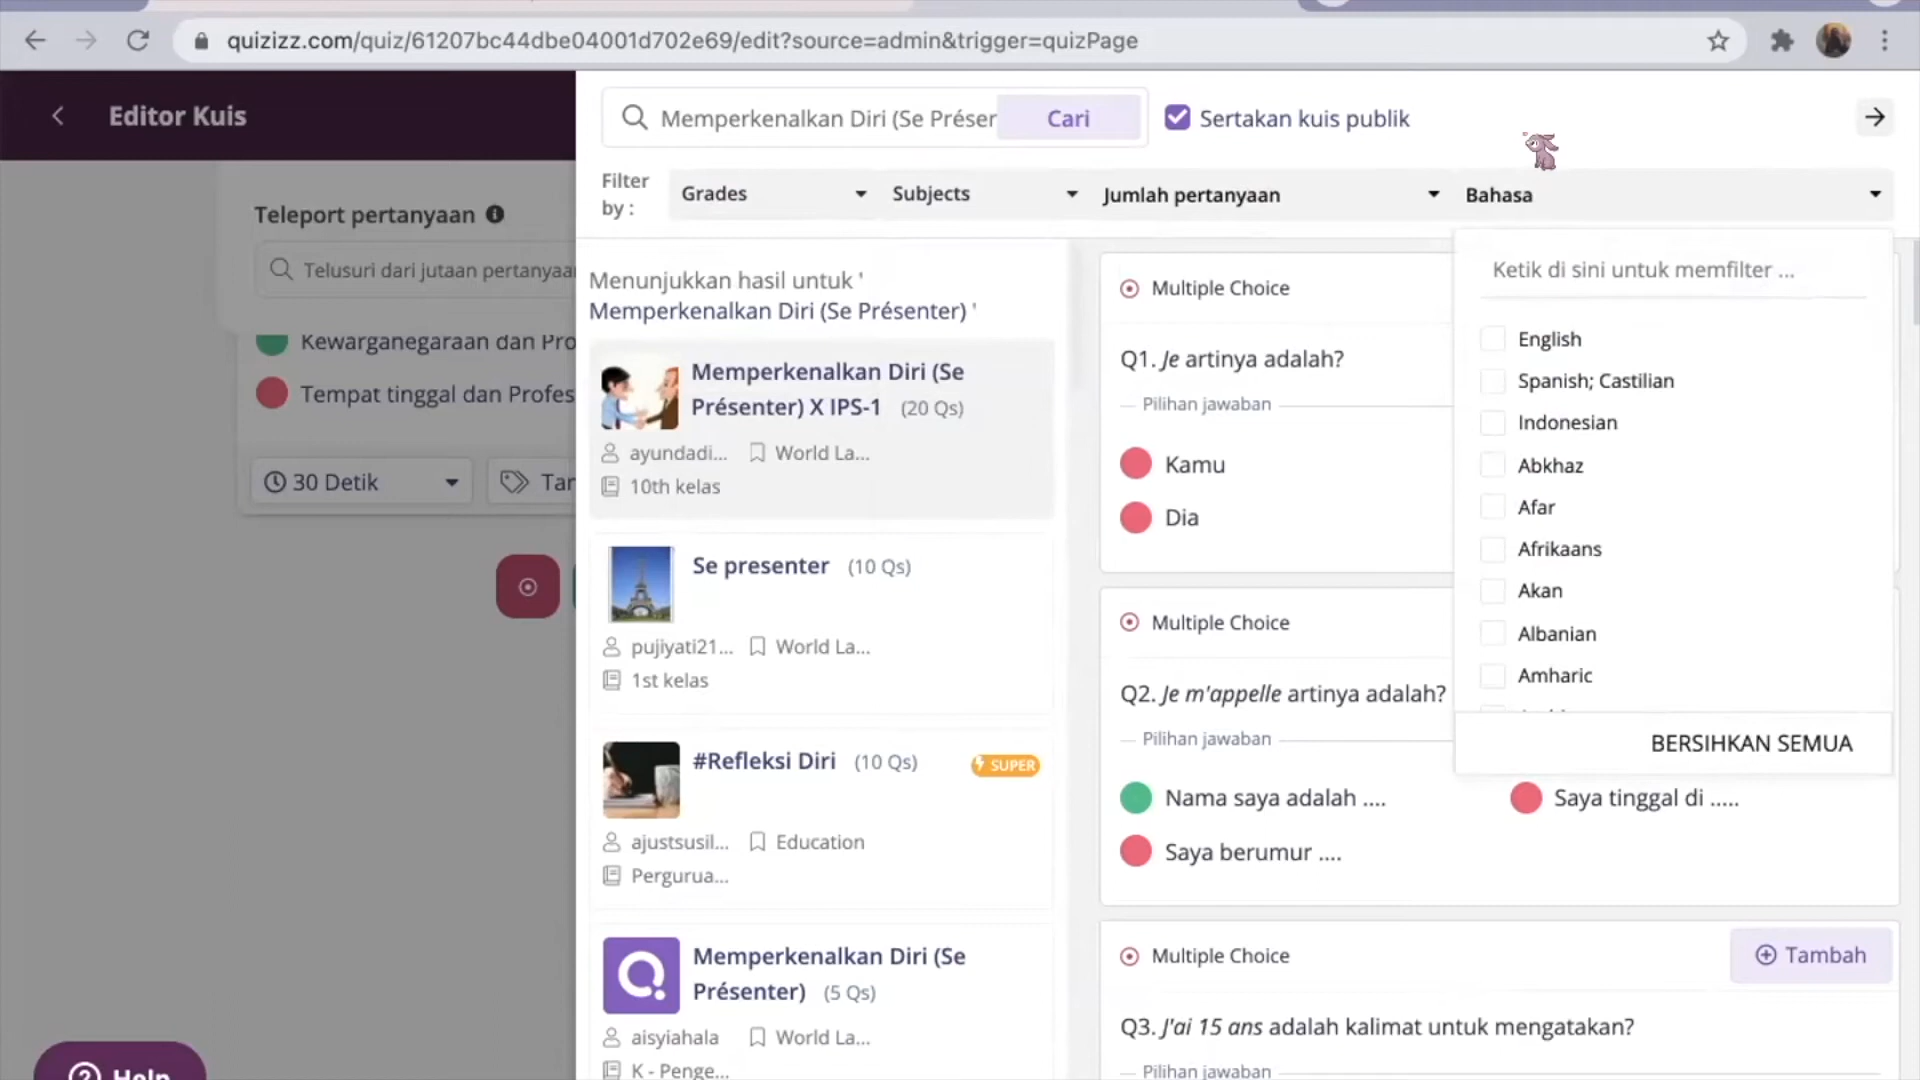 quizizz.com/quiz/61207bc44dbe04001d702e69/edit?source=admin&trigger=quizPage
Editor Kuis
Teleport pertanyaan
Telusuri dari jutaan pertanyaan
Kewarganegaraan dan Pro
Tempat tinggal dan Profes
30 Detik
Tar
Help
Memperkenalkan Diri (Se Préser
Cari
Sertakan kuis publik
Filter
by :
Grades
Subjects
Jumlah pertanyaan
Bahasa
Menunjukkan hasil untuk '
Memperkenalkan Diri (Se Présenter) '
Memperkenalkan Diri (Se
Présenter) X IPS-1 (20 Qs)
ayundadi... World La...
10th kelas
Se presenter (10 Qs)
pujiyati21... World La...
1st kelas
#Refleksi Diri (10 Qs) SUPER
ajustsusil... Education
Pergurua...
Memperkenalkan Diri (Se
Présenter) (5 Qs)
aisyiahala World La...
K - Penge...
Multiple Choice
Q1. Je artinya adalah?
Pilihan jawaban
Kamu
Dia
Multiple Choice
Q2. Je m'appelle artinya adalah?
Pilihan jawaban
Nama saya adalah ....
Saya tinggal di .....
Saya berumur ....
Multiple Choice
Tambah
Q3. J'ai 15 ans adalah kalimat untuk mengatakan?
Pilihan jawaban
Ketik di sini untuk memfilter ...
English
Spanish; Castilian
Indonesian
Abkhaz
Afar
Afrikaans
Akan
Albanian
Amharic
BERSIHKAN SEMUA